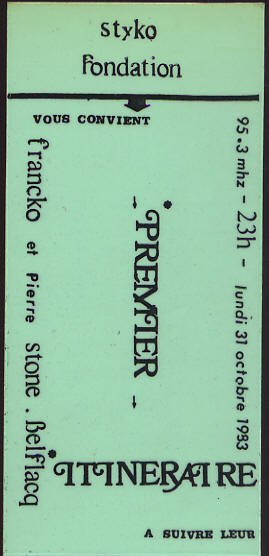 styko
Fondation
VOUS CONVIENT
francko et Pierre stone . Belflacq
A SUIVRE LEUR
PREMIER
ITINERAIRE
95.3 mhz - 23h - lundi 31 octobre 1983